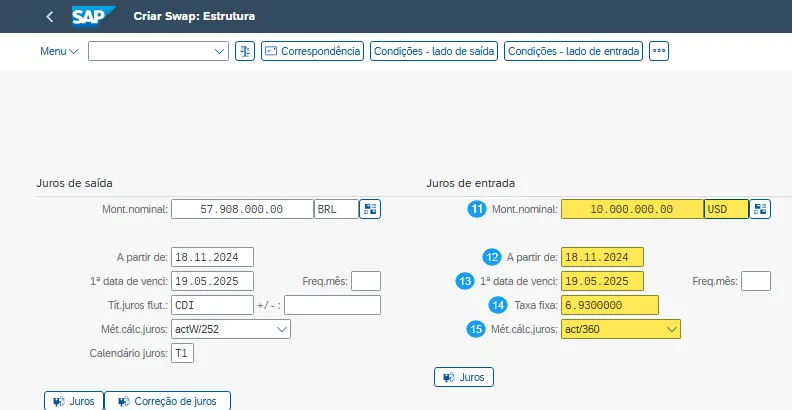 SAP Criar Swap: Estrutura
Menu Correspondência Condições - lado de saída Condições - lado de entrada
Juros de saída
Mont.nominal: 57.908.000,00 BRL
A partir de: 18.11.2024
1ª data de venci: 19.05.2025 Freq.mês:
Tít.juros flut.: CDI +/-:
Mét.cálc.juros: actW/252
Calendário juros: T1
Juros Correção de juros
Juros de entrada
11 Mont.nominal: 10.000.000,00 USD
12 A partir de: 18.11.2024
13 1ª data de venci: 19.05.2025 Freq.mês:
14 Taxa fixa: 6,9300000
15 Mét.cálc.juros: act/360
Juros